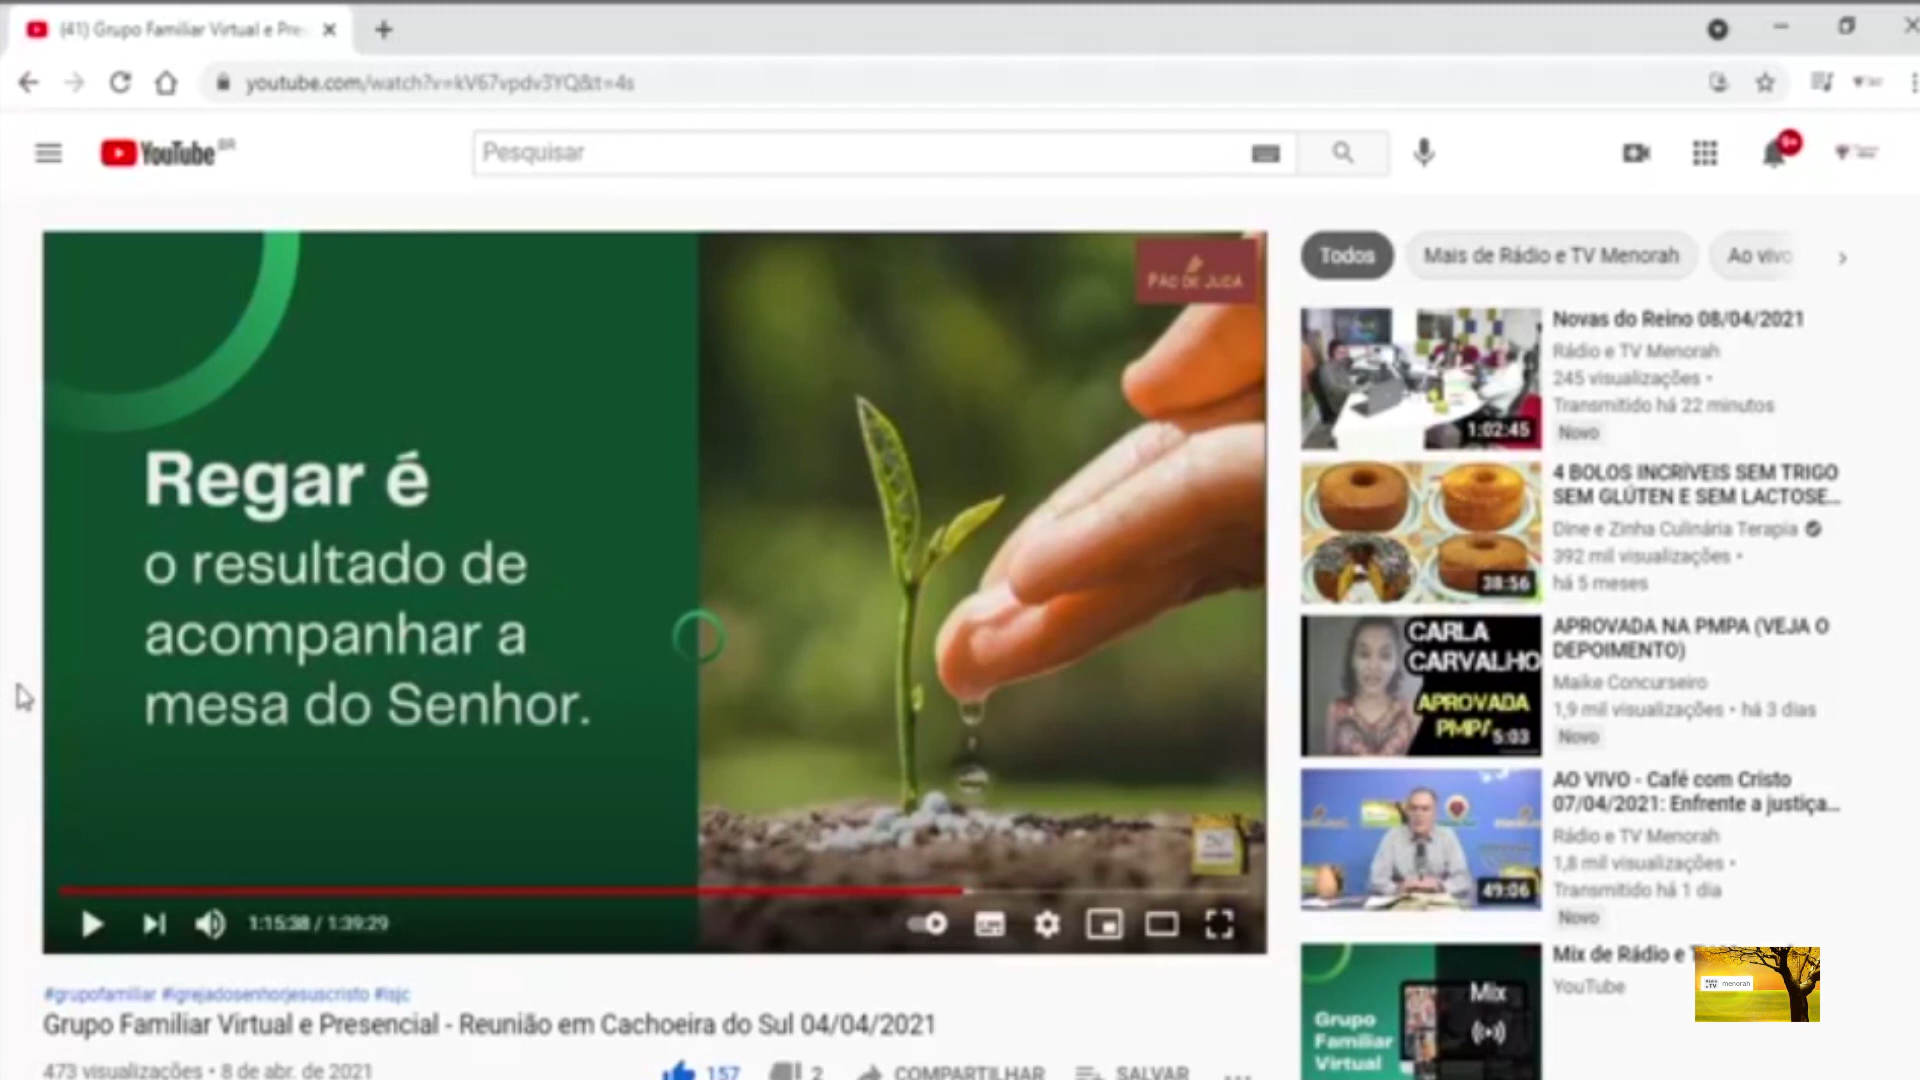 (41) Grupo Familiar Virtual e Pre
youtube.com/watch?v=kV67vpdv3YQ&t=4s
YouTube BR
Pesquisar
9+
PÃO DE JUDÁ
Regar é
o resultado de
acompanhar a
mesa do Senhor.
1:15:38 / 1:39:29
#grupofamiliar #igrejadosenhorjesuscristo #isjc
Grupo Familiar Virtual e Presencial - Reunião em Cachoeira do Sul 04/04/2021
473 visualizações • 8 de abr. de 2021
157
2
COMPARTILHAR
SALVAR
Todos
Mais de Rádio e TV Menorah
Ao vivo
1:02:45
Novas do Reino 08/04/2021
Rádio e TV Menorah
245 visualizações •
Transmitido há 22 minutos
Novo
38:56
4 BOLOS INCRÍVEIS SEM TRIGO
SEM GLÚTEN E SEM LACTOSE...
Dine e Zinha Culinária Terapia
392 mil visualizações •
há 5 meses
CARLA
CARVALHO
APROVADA
PMPA
5:03
APROVADA NA PMPA (VEJA O
DEPOIMENTO)
Maike Concurseiro
1,9 mil visualizações • há 3 dias
Novo
49:06
AO VIVO - Café com Cristo
07/04/2021: Enfrente a justiça...
Rádio e TV Menorah
1,8 mil visualizações •
Transmitido há 1 dia
Novo
Grupo
Familiar
Virtual
Mix
Mix de Rádio e T
YouTube
menorah